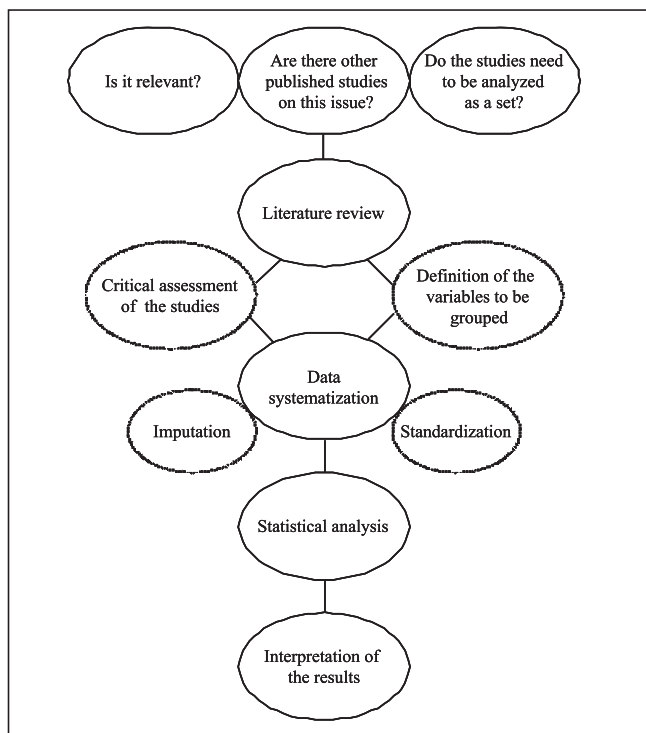 Is it relevant?
Are there other
published studies
on this issue?
Do the studies need
to be analyzed
as a set?
Literature review
Critical assessment
of the studies
Definition of the
variables to be
grouped
Data
systematization
Imputation
Standardization
Statistical analysis
Interpretation of
the results